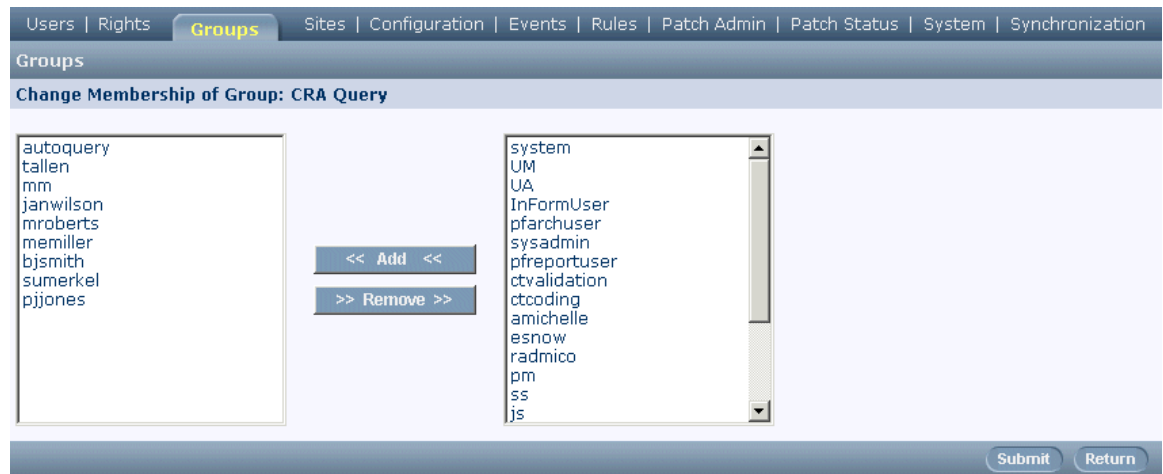 Users | Rights Groups Sites | Configuration | Events | Rules | Patch Admin | Patch Status | System | Synchronization
Groups
Change Membership of Group: CRA Query
autoquery
tallen
mm
janwilson
mroberts
memiller
bjsmith
sumerkel
pjjones
<< Add <<
>> Remove >>
system
UM
UA
InFormUser
pfarchuser
sysadmin
pfreportuser
ctvalidation
ctcoding
amichelle
esnow
radmico
pm
ss
js
Submit Return